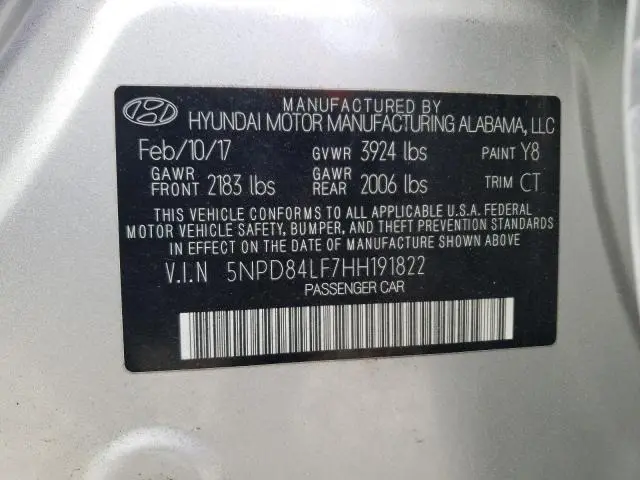 MANUFACTURED BY
HYUNDAI MOTOR MANUFACTURING ALABAMA, LLC
Feb/10/17 GVWR 3924 lbs PAINT Y8
GAWR FRONT 2183 lbs GAWR REAR 2006 lbs TRIM CT
THIS VEHICLE CONFORMS TO ALL APPLICABLE U.S.A. FEDERAL
MOTOR VEHICLE SAFETY, BUMPER, AND THEFT PREVENTION STANDARDS
IN EFFECT ON THE DATE OF MANUFACTURE SHOWN ABOVE
V.I.N 5NPD84LF7HH191822
PASSENGER CAR